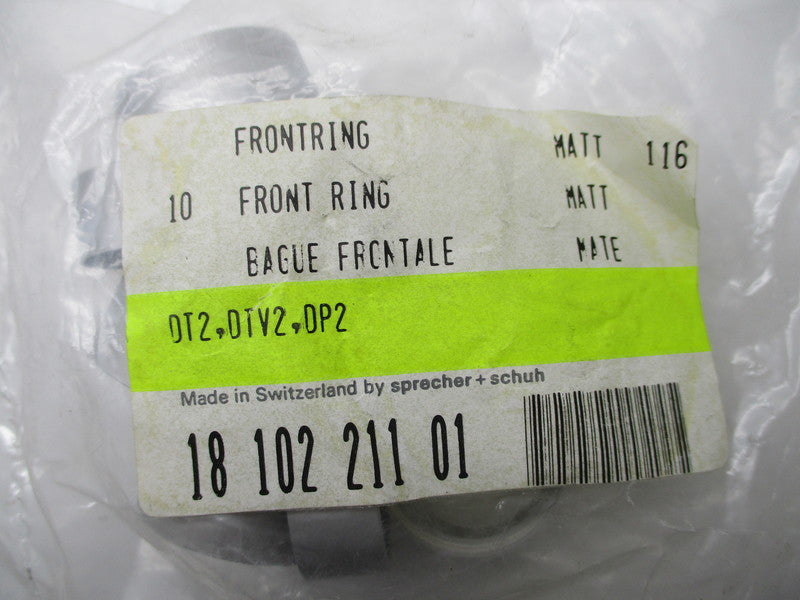 FRONTRING MATT 116
10 FRONT RING MATT
BAGUE FRONTALE MATE
DT2,DTV2,DP2
Made in Switzerland by sprecher + schuh
18 102 211 01